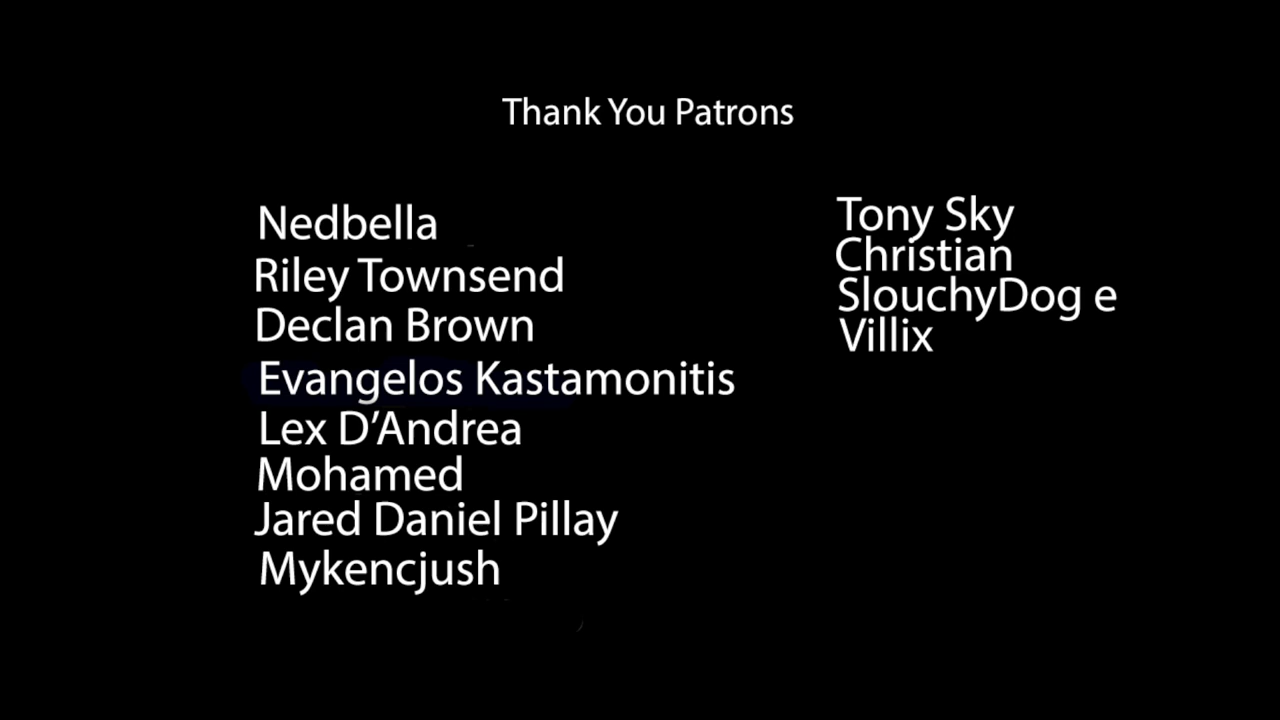 Thank You Patrons
Nedbella
Riley Townsend
Declan Brown
Evangelos Kastamonitis
Lex D’Andrea
Mohamed
Jared Daniel Pillay
Mykencjush
Tony Sky
Christian
SlouchyDog e
Villix